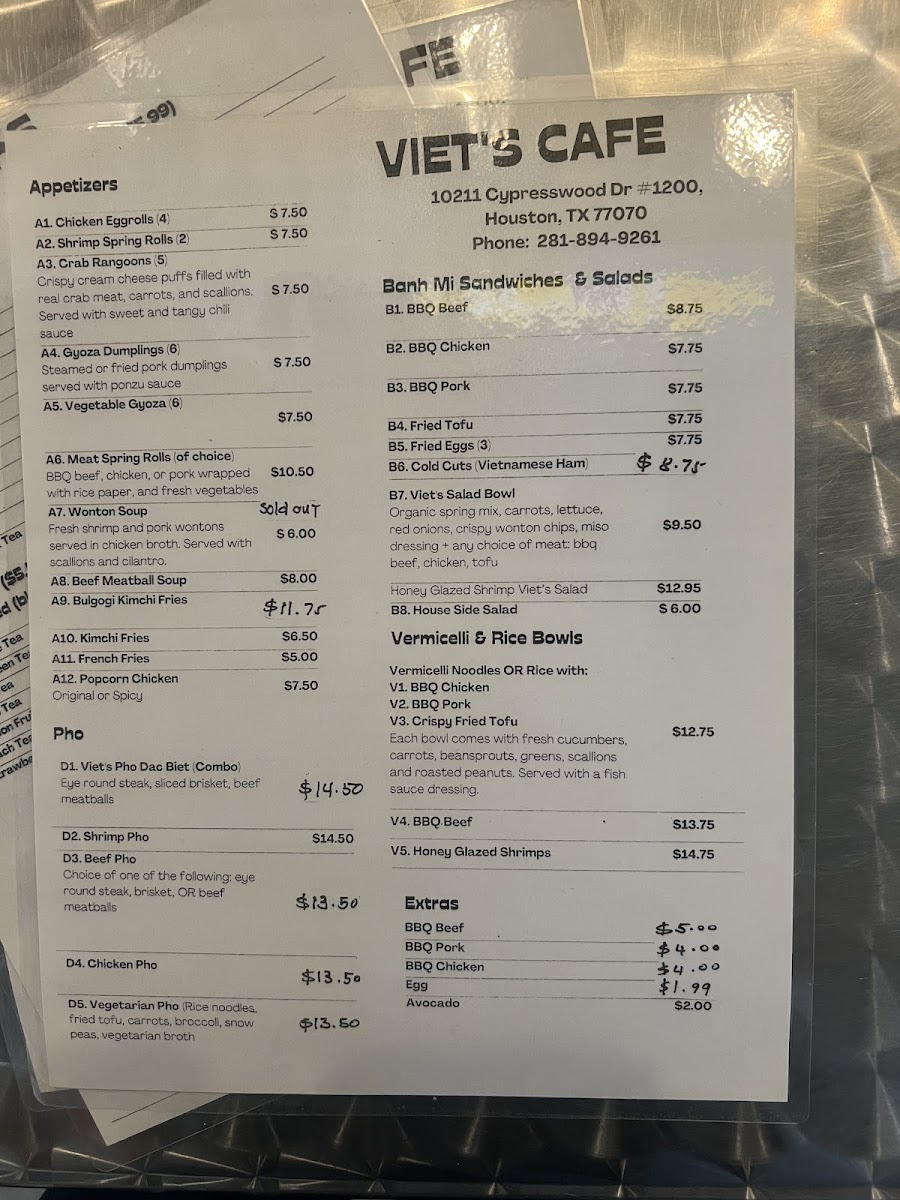 FE
5.99)
VIET'S CAFE
10211 Cypresswood Dr #1200,
Houston, TX 77070
Phone: 281-894-9261
Appetizers
A1. Chicken Eggrolls (4) $ 7.50
A2. Shrimp Spring Rolls (2) $ 7.50
A3. Crab Rangoons (5)
Crispy cream cheese puffs filled with
real crab meat, carrots, and scallions. $ 7.50
Served with sweet and tangy chili
sauce
A4. Gyoza Dumplings (6)
Steamed or fried pork dumplings $ 7.50
served with ponzu sauce
A5. Vegetable Gyoza (6)
$7.50
A6. Meat Spring Rolls (of choice)
BBQ beef, chicken, or pork wrapped $10.50
with rice paper, and fresh vegetables
A7. Wonton Soup Sold out
Fresh shrimp and pork wontons $ 6.00
served in chicken broth. Served with
scallions and cilantro.
A8. Beef Meatball Soup $8.00
A9. Bulgogi Kimchi Fries $11.75
A10. Kimchi Fries $6.50
A11. French Fries $5.00
A12. Popcorn Chicken $7.50
Original or Spicy
Pho
D1. Viet's Pho Dac Biet (Combo)
Eye round steak, sliced brisket, beef $14.50
meatballs
D2. Shrimp Pho $14.50
D3. Beef Pho
Choice of one of the following: eye
round steak, brisket, OR beef $13.50
meatballs
D4. Chicken Pho $13.50
D5. Vegetarian Pho (Rice noodles,
fried tofu, carrots, broccoli, snow $13.50
peas, vegetarian broth
Banh Mi Sandwiches & Salads
B1. BBQ Beef $8.75
B2. BBQ Chicken $7.75
B3. BBQ Pork $7.75
B4. Fried Tofu $7.75
B5. Fried Eggs (3) $7.75
B6. Cold Cuts (Vietnamese Ham) $ 8.75
B7. Viet's Salad Bowl
Organic spring mix, carrots, lettuce,
red onions, crispy wonton chips, miso $9.50
dressing + any choice of meat: bbq
beef, chicken, tofu
Honey Glazed Shrimp Viet's Salad $12.95
B8. House Side Salad $ 6.00
Vermicelli & Rice Bowls
Vermicelli Noodles OR Rice with:
V1. BBQ Chicken
V2. BBQ Pork
V3. Crispy Fried Tofu $12.75
Each bowl comes with fresh cucumbers,
carrots, beansprouts, greens, scallions
and roasted peanuts. Served with a fish
sauce dressing.
V4. BBQ Beef $13.75
V5. Honey Glazed Shrimps $14.75
Extras
BBQ Beef $5.00
BBQ Pork $4.00
BBQ Chicken $4.00
Egg $1.99
Avocado $2.00
Tea
($5.
Tea
Tea